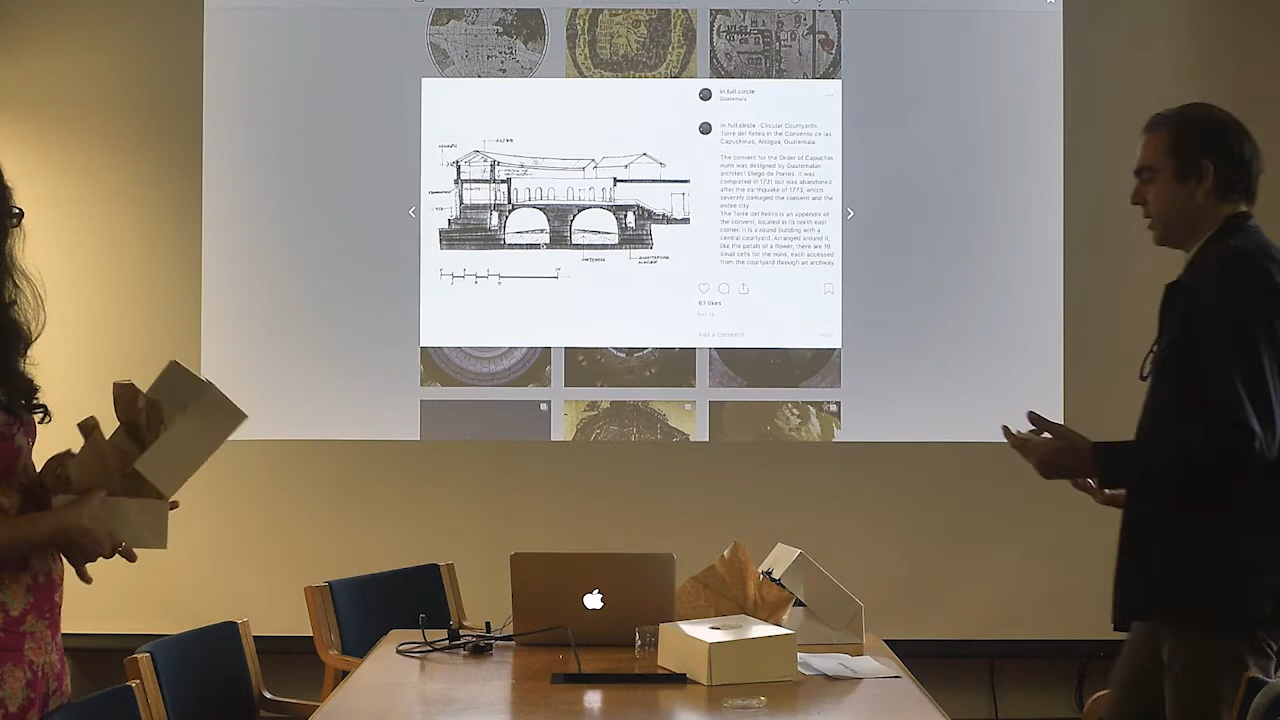 in.full.circle
Guatemala
in.full.circle Circular Courtyards.
Torre del Retiro in the Convento de las
Capuchinas, Antigua, Guatemala.
The convent for the Order of Capuchin
nuns was designed by Guatemalan
architect Diego de Porres. It was
completed in 1731 but was abandoned
after the earthquake of 1773, which
severely damaged the convent and the
entire city.
The Torre del Retiro is an appendix of
the convent, located in its north east
corner. It is a round building with a
central courtyard. Arranged around it,
like the petals of a flower, there are 18
small cells for the nuns, each accessed
from the courtyard through an archway.
67 likes
Add a comment...
Post